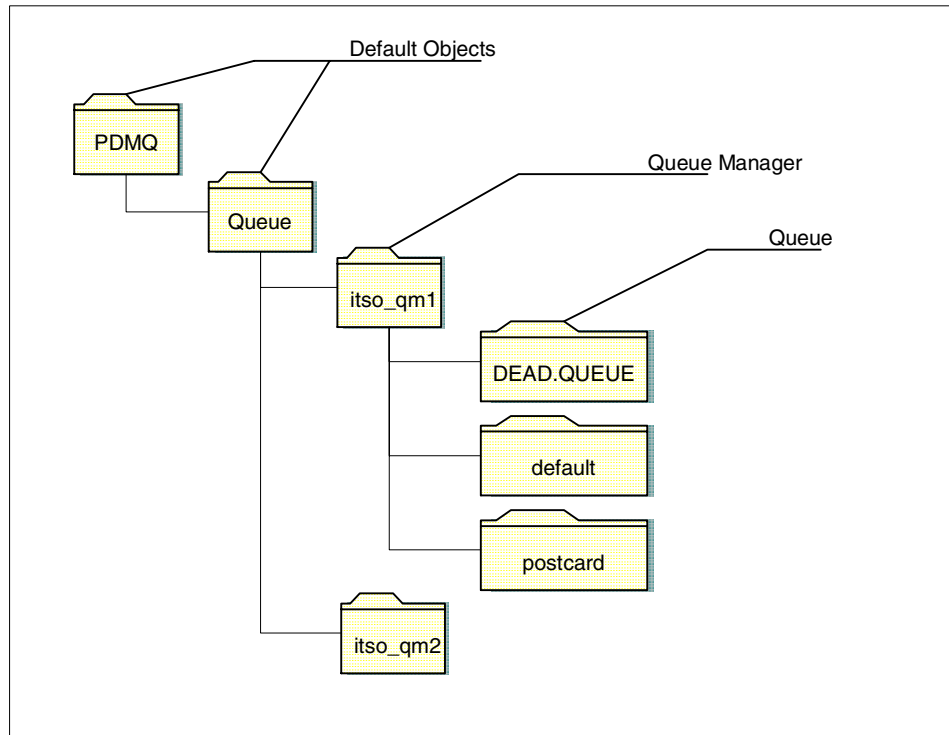 Default Objects
PDMQ
Queue Manager
Queue
Queue
itso_qm1
DEAD.QUEUE
default
postcard
itso_qm2